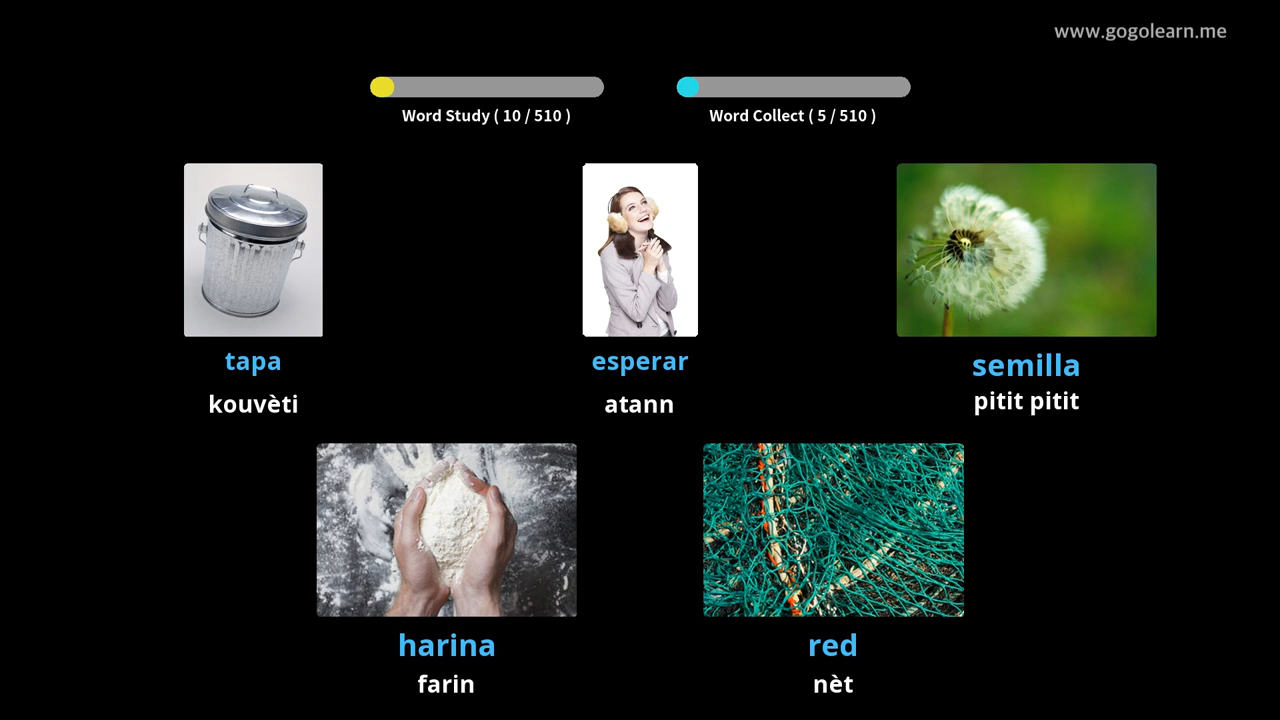 www.gogolearn.me
Word Study ( 10 / 510 )
Word Collect ( 5 / 510 )
tapa
kouvèti
esperar
atann
semilla
pitit pitit
harina
farin
red
nèt